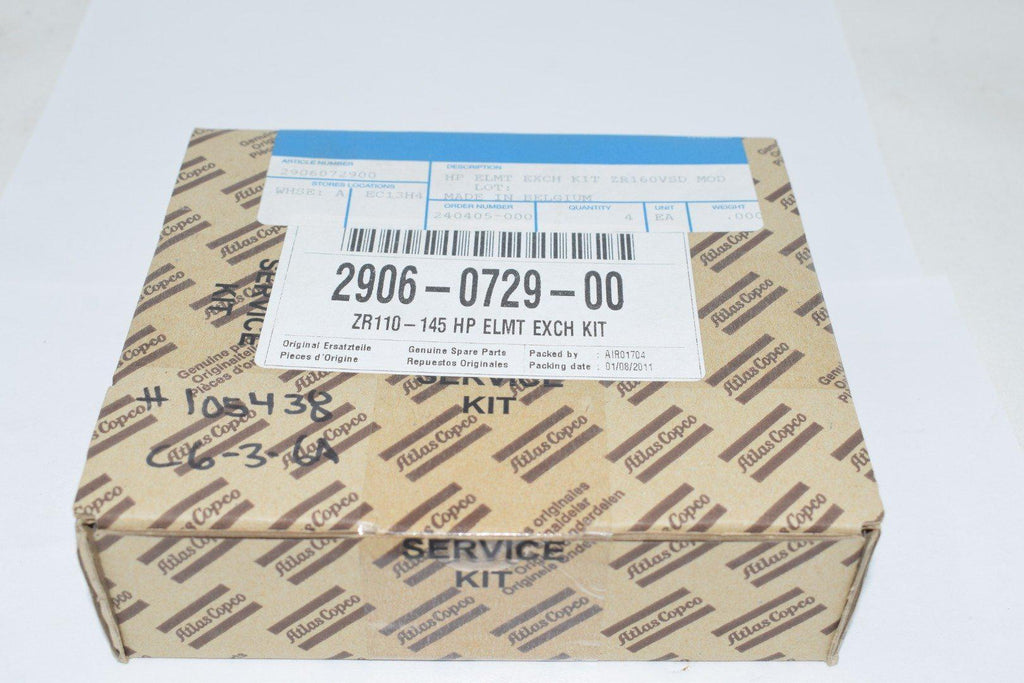 ARTICLE NUMBER
2906072900
STORES LOCATIONS
WHSE: A EC13H4
DESCRIPTION
HP ELMT EXCH KIT ZR160VSD MOD
LOT:
MADE IN BELGIUM
ORDER NUMBER
240405-000
QUANTITY
4
UNIT
EA
WEIGHT
.000
2906-0729-00
ZR110-145 HP ELMT EXCH KIT
Original Ersatzteile
Pièces d'Origine
Genuine Spare Parts
Repuestos Originales
Packed by : AIR01704
Packing date : 01/08/2011
SERVICE
KIT
SERVICE
KIT
# 105438
C6-3-6A
Atlas Copco
SERVICE
KIT